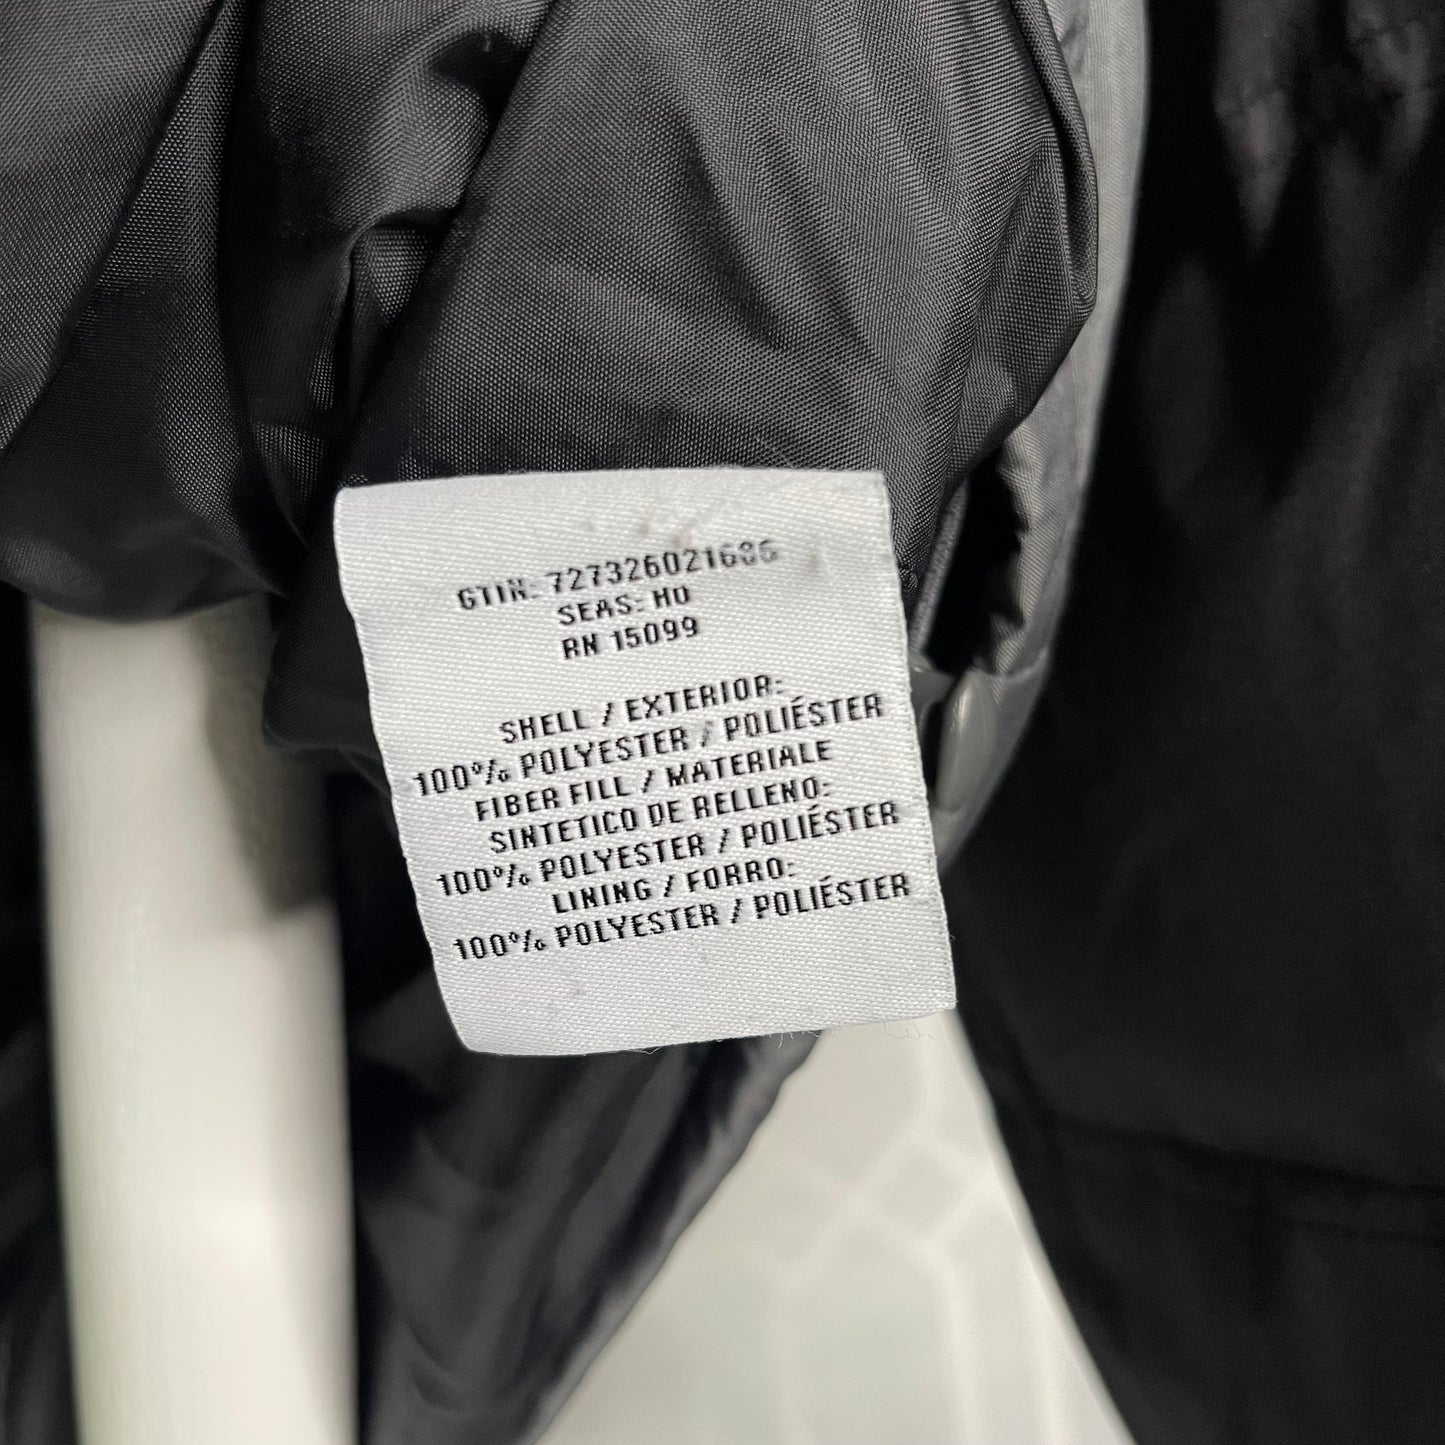 GTIN: 727326021686
SEAS: HO
RN 15099
SHELL / EXTERIOR:
100% POLYESTER / POLIÉSTER
FIBER FILL / MATERIALE
SINTETICO DE RELLENO:
100% POLYESTER / POLIÉSTER
LINING / FORRO:
100% POLYESTER / POLIÉSTER